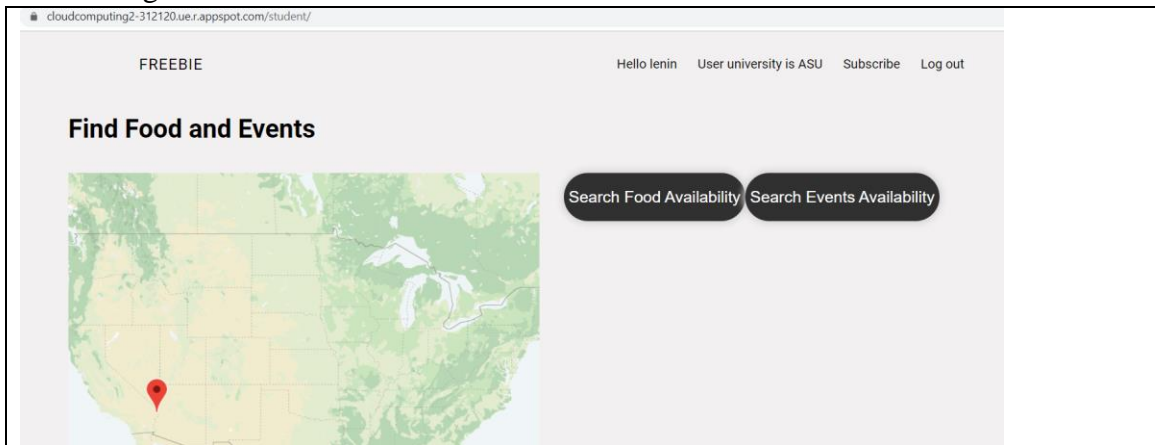 cloudcomputing2-312120.ue.r.appspot.com/student/
FREEBIE Hello lenin User university is ASU Subscribe Log out
Find Food and Events
Search Food Availability Search Events Availability